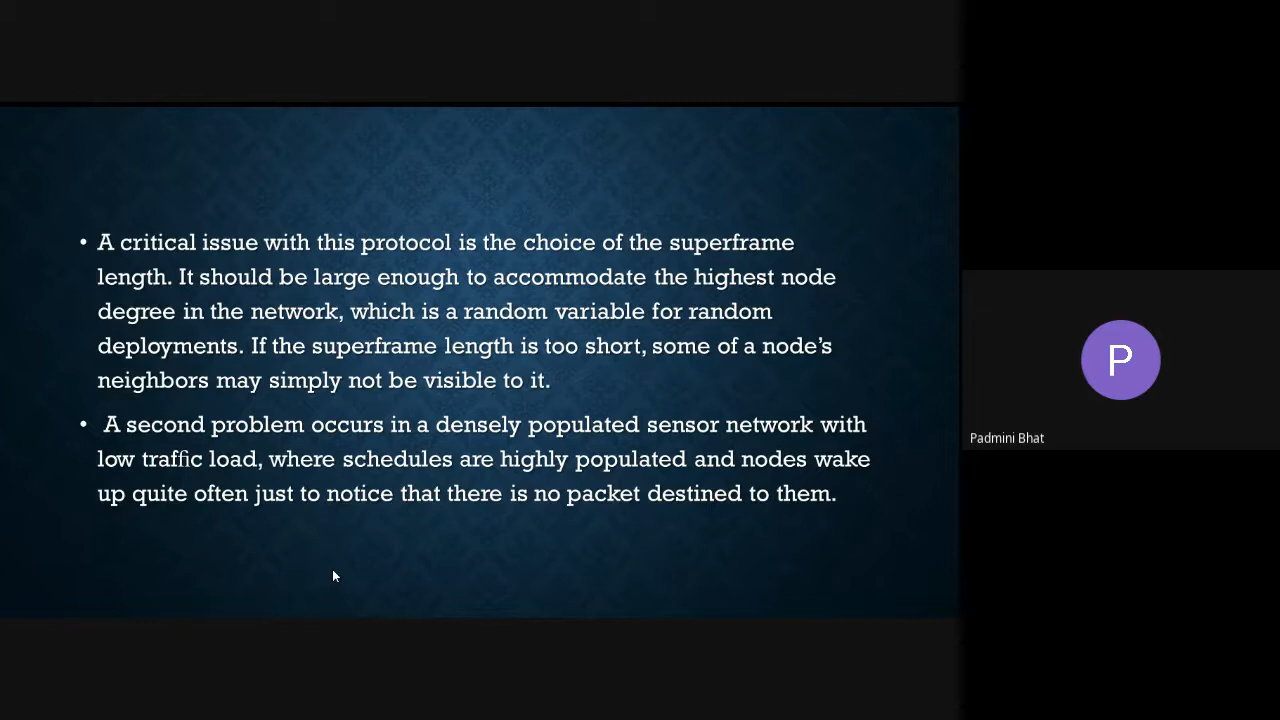 • A critical issue with this protocol is the choice of the superframe
length. It should be large enough to accommodate the highest node
degree in the network, which is a random variable for random
deployments. If the superframe length is too short, some of a node’s
neighbors may simply not be visible to it.
• A second problem occurs in a densely populated sensor network with
low traffic load, where schedules are highly populated and nodes wake
up quite often just to notice that there is no packet destined to them.
P
Padmini Bhat